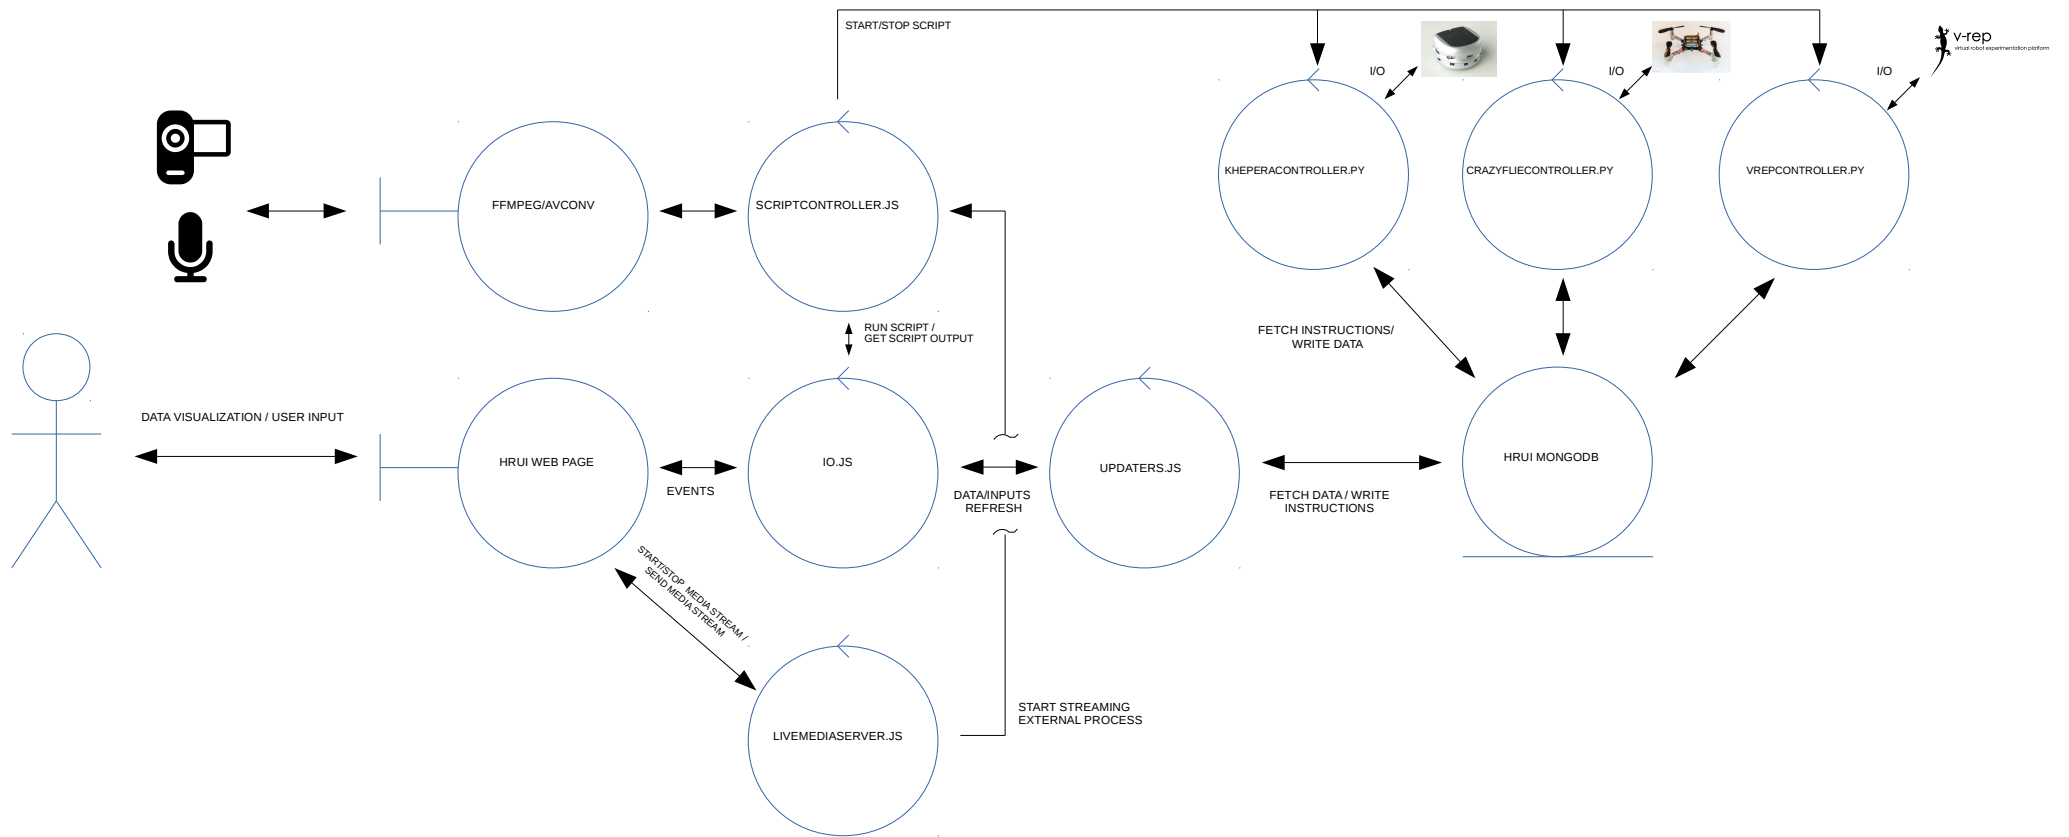 START/STOP SCRIPT
I/O
I/O
I/O
v-rep
virtual robot experimentation platform
FFMPEG/AVCONV
SCRIPTCONTROLLER.JS
KHEPERACONTROLLER.PY
CRAZYFLIECONTROLLER.PY
VREPCONTROLLER.PY
RUN SCRIPT /
GET SCRIPT OUTPUT
FETCH INSTRUCTIONS/
WRITE DATA
DATA VISUALIZATION / USER INPUT
HRUI WEB PAGE
EVENTS
IO.JS
DATA/INPUTS
REFRESH
UPDATERS.JS
FETCH DATA / WRITE
INSTRUCTIONS
HRUI MONGODB
START/STOP MEDIA STREAM /
SEND MEDIA STREAM
LIVEMEDIASERVER.JS
START STREAMING
EXTERNAL PROCESS